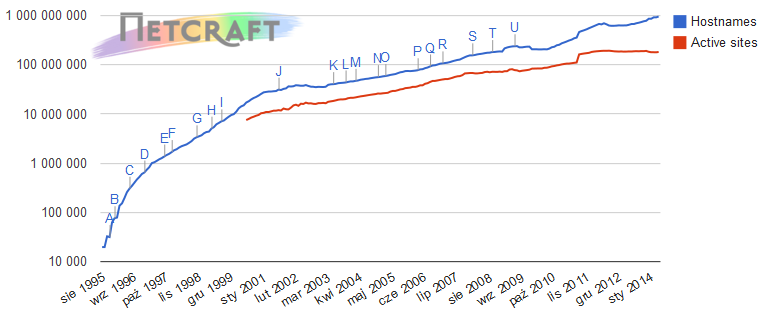 NETCRAFT
Hostnames
Active sites
1 000 000 000
100 000 000
10 000 000
1 000 000
100 000
10 000
A
B
C
D
E
F
G
H
I
J
K
L
M
N
O
P
Q
R
S
T
U
sie 1995
wrz 1996
paź 1997
lis 1998
gru 1999
sty 2001
lut 2002
mar 2003
kwi 2004
maj 2005
cze 2006
lip 2007
sie 2008
wrz 2009
paź 2010
lis 2011
gru 2012
sty 2014